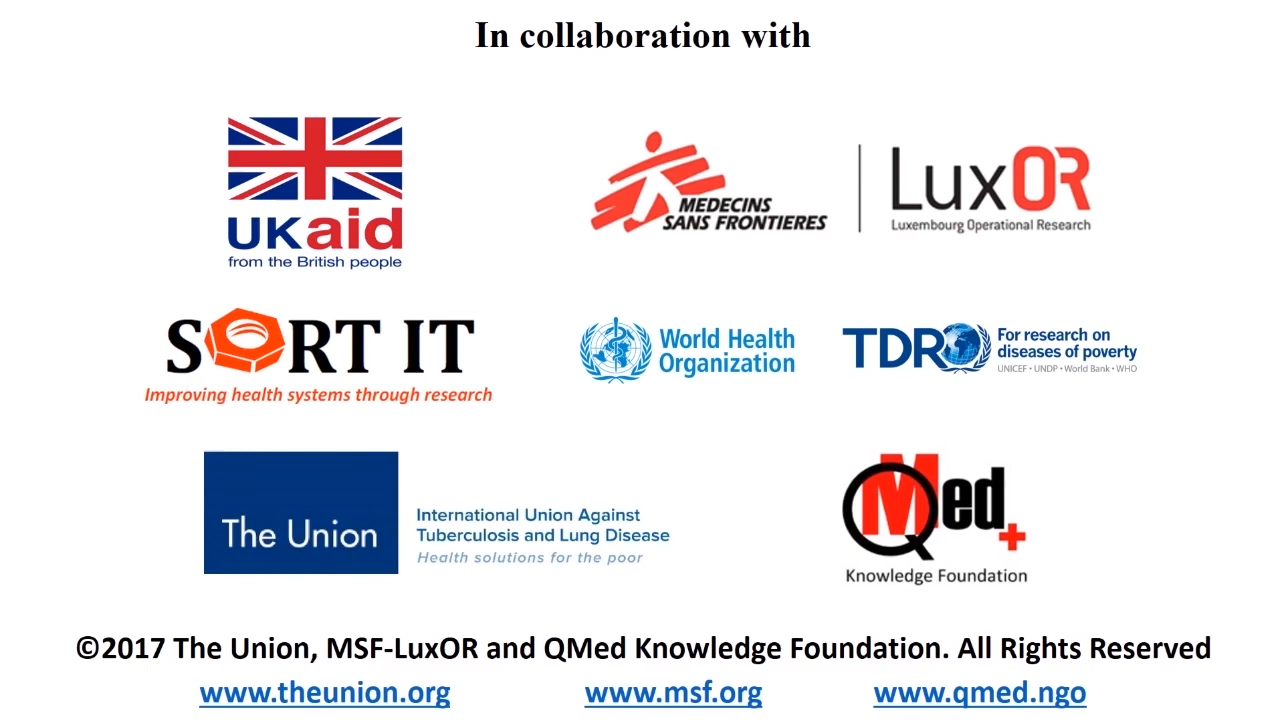 In collaboration with
UKaid
from the British people
MEDECINS
SANS FRONTIERES
LuxOR
Luxembourg Operational Research
SORT IT
Improving health systems through research
World Health
Organization
TDR
For research on
diseases of poverty
UNICEF • UNDP • World Bank • WHO
The Union
International Union Against
Tuberculosis and Lung Disease
Health solutions for the poor
QMed
Knowledge Foundation
©2017 The Union, MSF-LuxOR and QMed Knowledge Foundation. All Rights Reserved
www.theunion.org www.msf.org www.qmed.ngo